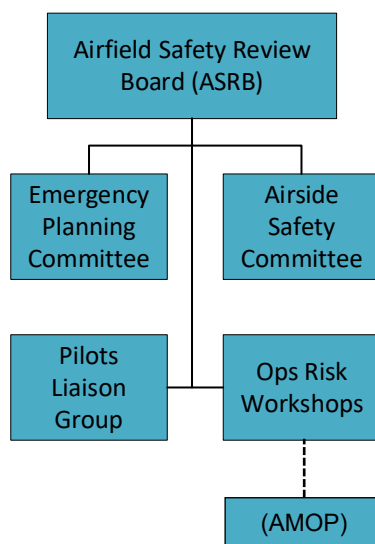 Airfield Safety Review
Board (ASRB)
Emergency
Planning
Committee
Airside
Safety
Committee
Pilots
Liaison
Group
Ops Risk
Workshops
(AMOP)